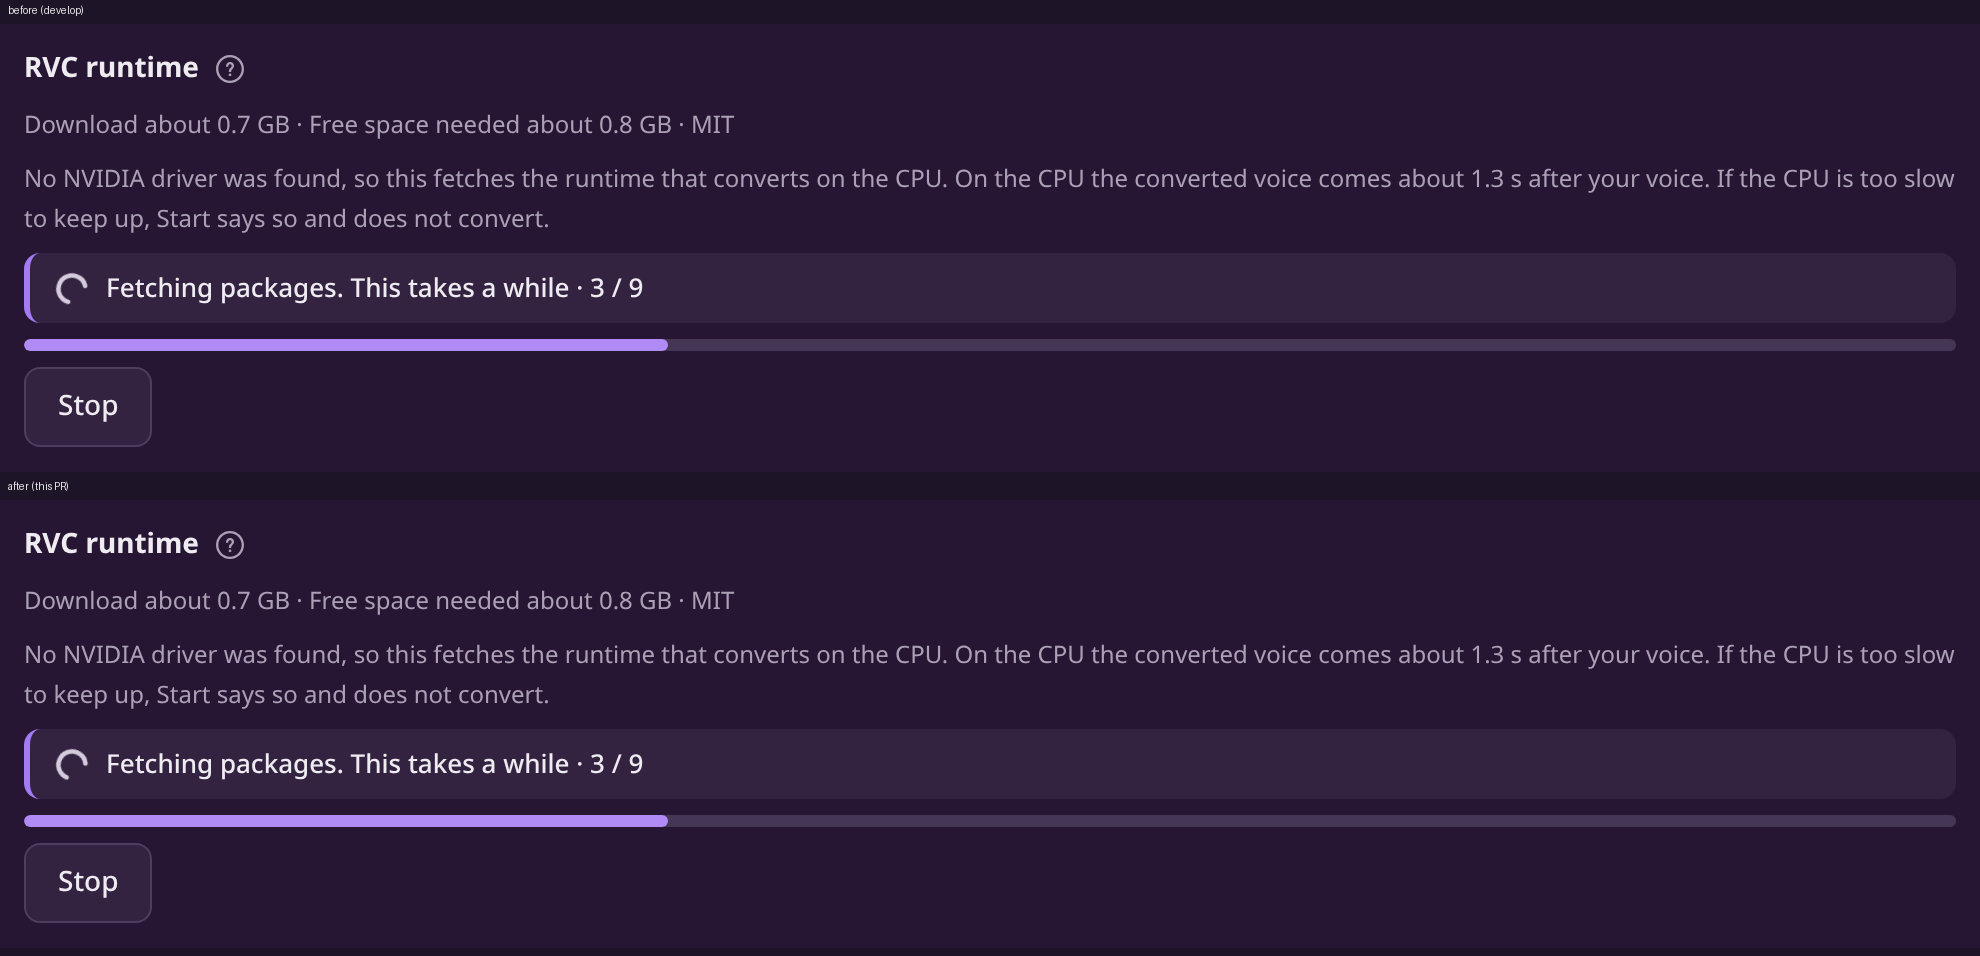 before (develop)
RVC runtime ?
Download about 0.7 GB · Free space needed about 0.8 GB · MIT
No NVIDIA driver was found, so this fetches the runtime that converts on the CPU. On the CPU the converted voice comes about 1.3 s after your voice. If the CPU is too slow
to keep up, Start says so and does not convert.
Fetching packages. This takes a while · 3 / 9
Stop
after (this PR)
RVC runtime ?
Download about 0.7 GB · Free space needed about 0.8 GB · MIT
No NVIDIA driver was found, so this fetches the runtime that converts on the CPU. On the CPU the converted voice comes about 1.3 s after your voice. If the CPU is too slow
to keep up, Start says so and does not convert.
Fetching packages. This takes a while · 3 / 9
Stop